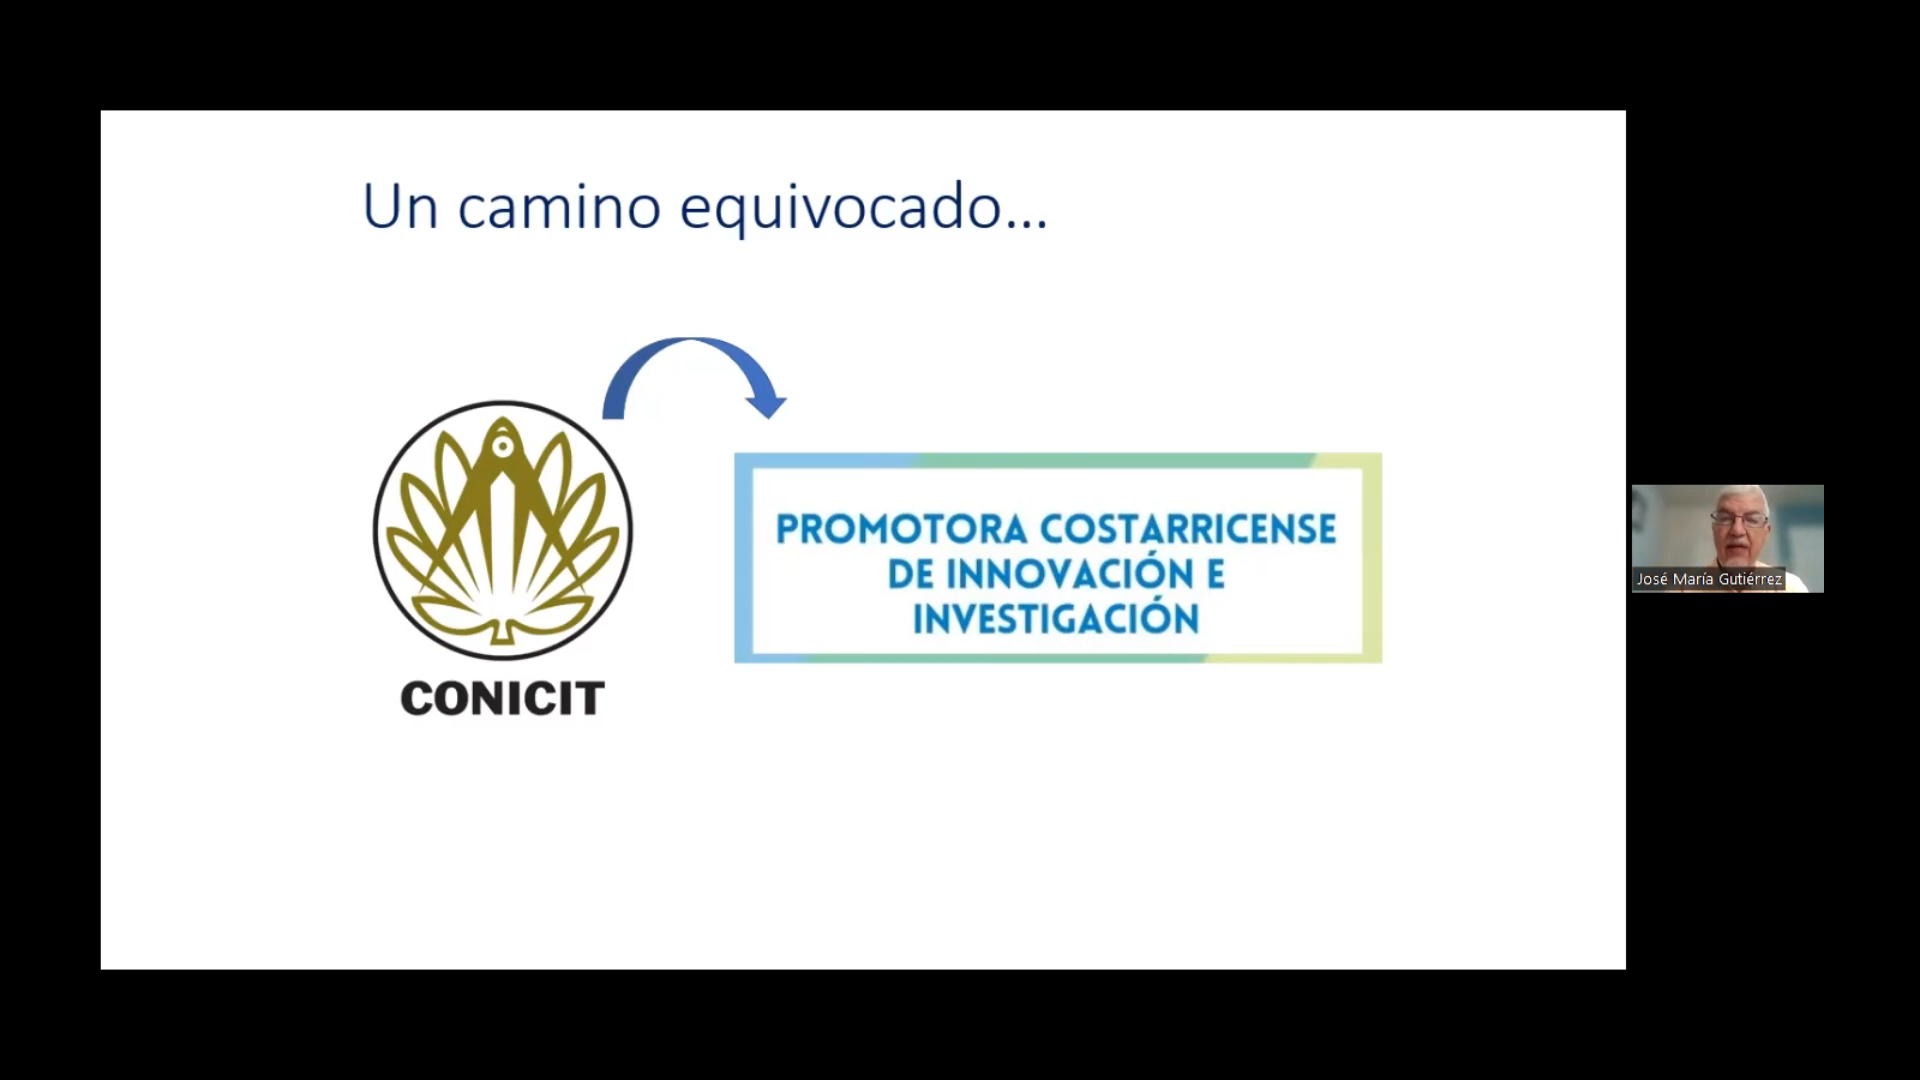 Un camino equivocado...
CONICIT
PROMOTORA COSTARRICENSE
DE INNOVACIÓN E
INVESTIGACIÓN
José María Gutiérrez